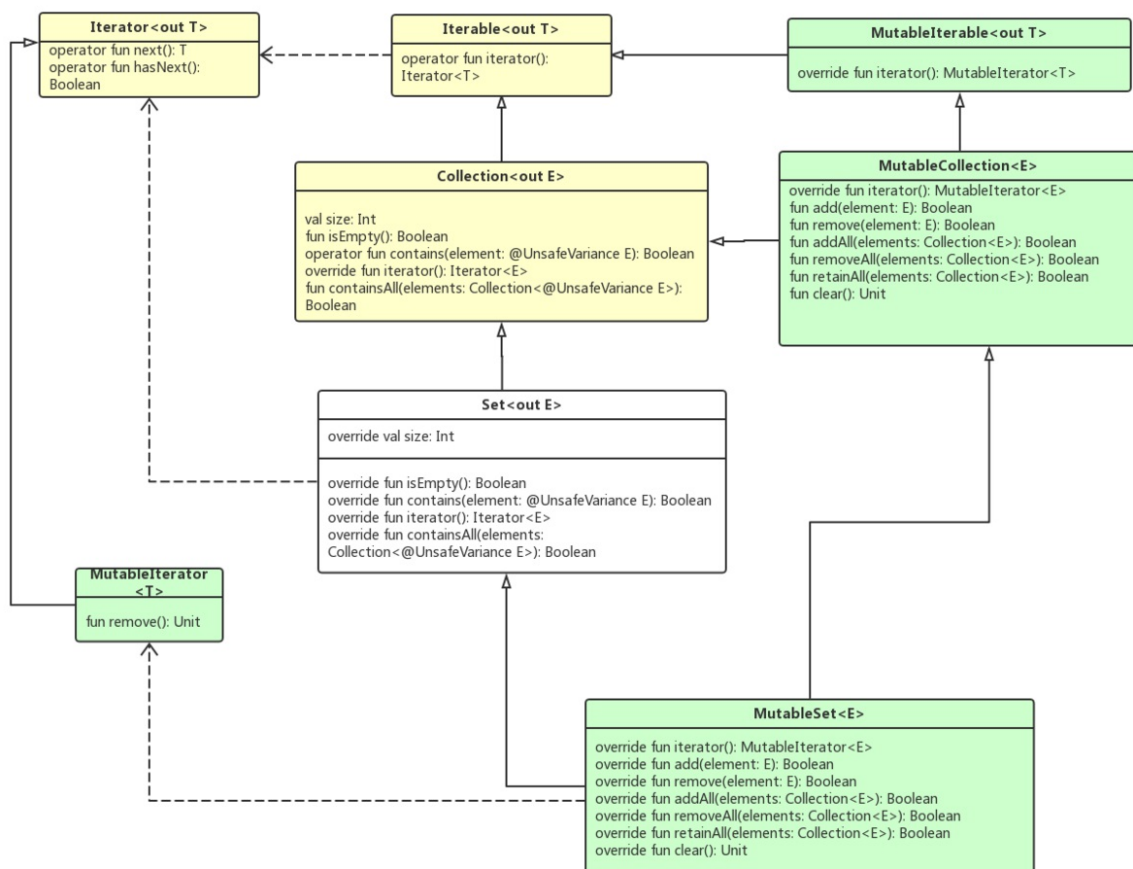 Iterator<out T>
operator fun next(): T
operator fun hasNext():
Boolean
Iterable<out T>
operator fun iterator():
Iterator<T>
MutableIterable<out T>
override fun iterator(): MutableIterator<T>
Collection<out E>
val size: Int
fun isEmpty(): Boolean
operator fun contains(element: @UnsafeVariance E): Boolean
override fun iterator(): Iterator<E>
fun containsAll(elements: Collection<@UnsafeVariance E>):
Boolean
MutableCollection<E>
override fun iterator(): MutableIterator<E>
fun add(element: E): Boolean
fun remove(element: E): Boolean
fun addAll(elements: Collection<E>): Boolean
fun removeAll(elements: Collection<E>): Boolean
fun retainAll(elements: Collection<E>): Boolean
fun clear(): Unit
Set<out E>
override val size: Int
override fun isEmpty(): Boolean
override fun contains(element: @UnsafeVariance E): Boolean
override fun iterator(): Iterator<E>
override fun containsAll(elements:
Collection<@UnsafeVariance E>): Boolean
MutableIterator
<T>
fun remove(): Unit
MutableSet<E>
override fun iterator(): MutableIterator<E>
override fun add(element: E): Boolean
override fun remove(element: E): Boolean
override fun addAll(elements: Collection<E>): Boolean
override fun removeAll(elements: Collection<E>): Boolean
override fun retainAll(elements: Collection<E>): Boolean
override fun clear(): Unit